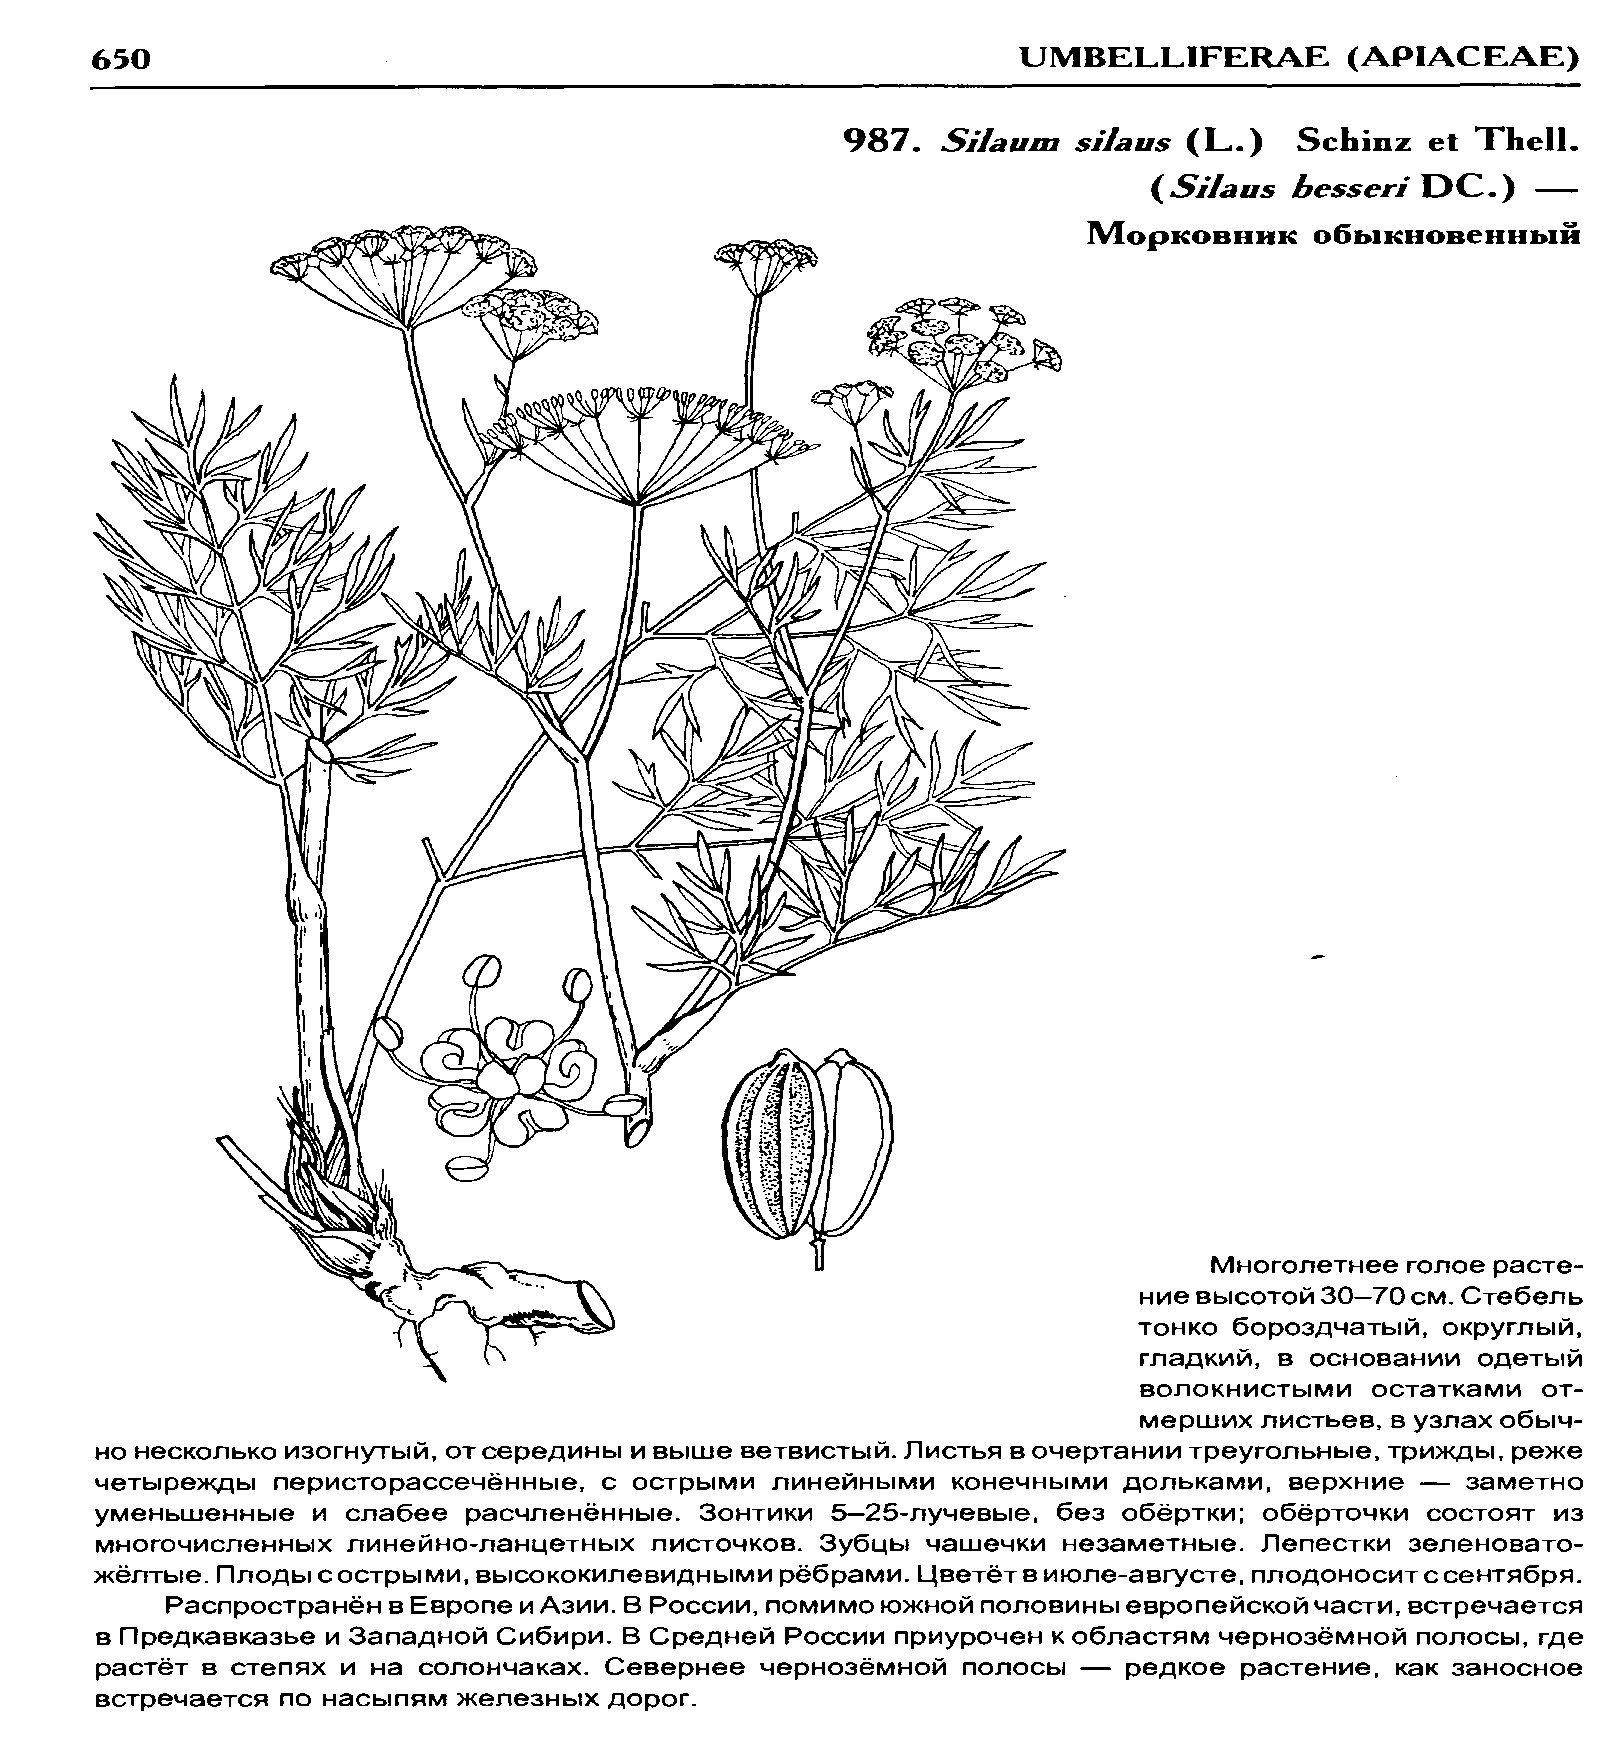 650 UMBELLIFERAE (APIACEAE)
987. Silaum silaus (L.) Schinz et Thell.
(Silaus besseri DC.) —
Морковник обыкновенный
Многолетнее голое расте-
ние высотой 30—70 см. Стебель
тонко бороздчатый, округлый,
гладкий, в основании одетый
волокнистыми остатками от-
мерших листьев, в узлах обыч-
но несколько изогнутый, от середины и выше ветвистый. Листья в очертании треугольные, трижды, реже
четырежды перисторассечённые, с острыми линейными конечными дольками, верхние — заметно
уменьшенные и слабее расчленённые. Зонтики 5—25-лучевые, без обёртки; обёрточки состоят из
многочисленных линейно-ланцетных листочков. Зубцы чашечки незаметные. Лепестки зеленовато-
жёлтые. Плоды с острыми, высококилевидными рёбрами. Цветёт в июле-августе, плодоносит с сентября.
Распространён в Европе и Азии. В России, помимо южной половины европейской части, встречается
в Предкавказье и Западной Сибири. В Средней России приурочен к областям чернозёмной полосы, где
растёт в степях и на солончаках. Севернее чернозёмной полосы — редкое растение, как заносное
встречается по насыпям железных дорог.